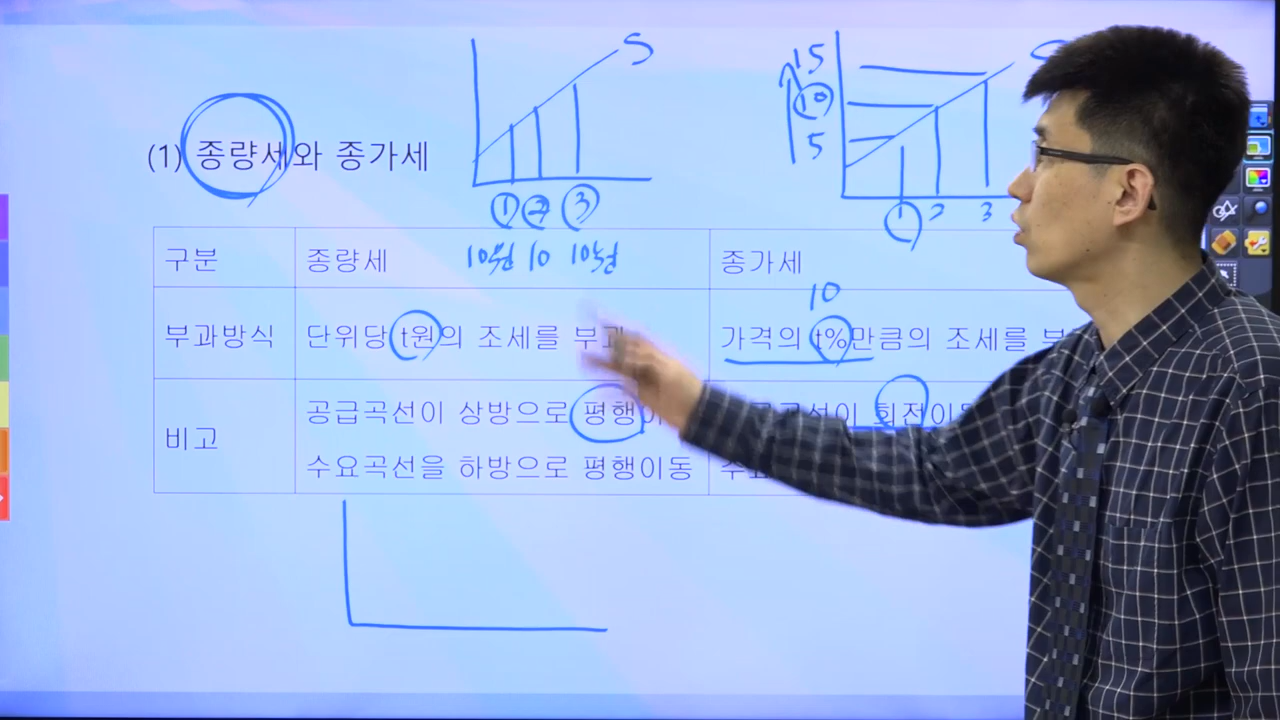 S
15
10
5
(1) 종량세와 종가세
① ② ③
① 2 3
10원 10 10원
구분 종량세 종가세
10
부과방식 단위당 t원의 조세를 부과 가격의 t%만큼의 조세를
비고
공급곡선이 상방으로 평행이 회전이
수요곡선을 하방으로 평행이동